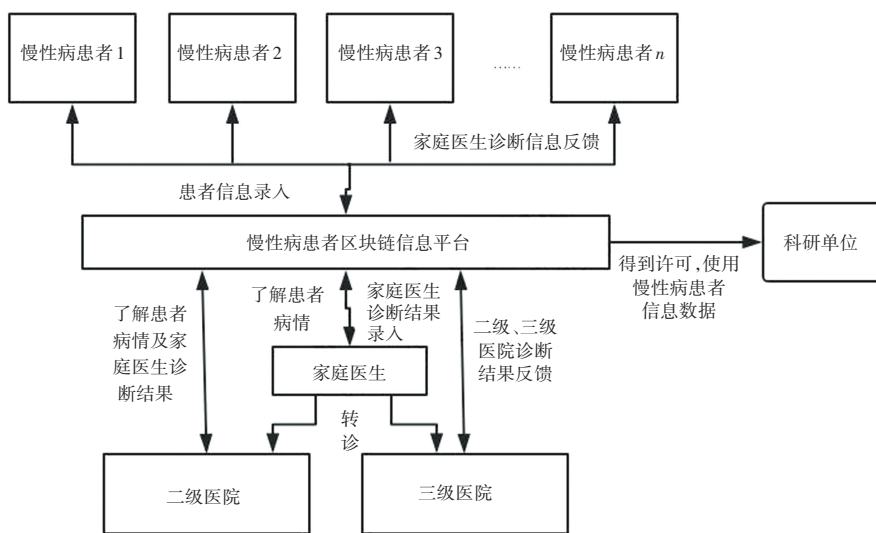 慢性病患者1
慢性病患者2
慢性病患者3
……
慢性病患者n
家庭医生诊断信息反馈
患者信息录入
慢性病患者区块链信息平台
科研单位
得到许可,使用
慢性病患者
信息数据
了解患者
病情及家
庭医生诊
断结果
了解患者
病情
家庭医生
诊断结果
录入
二级、三级
医院诊断
结果反馈
家庭医生
转
诊
二级医院
三级医院